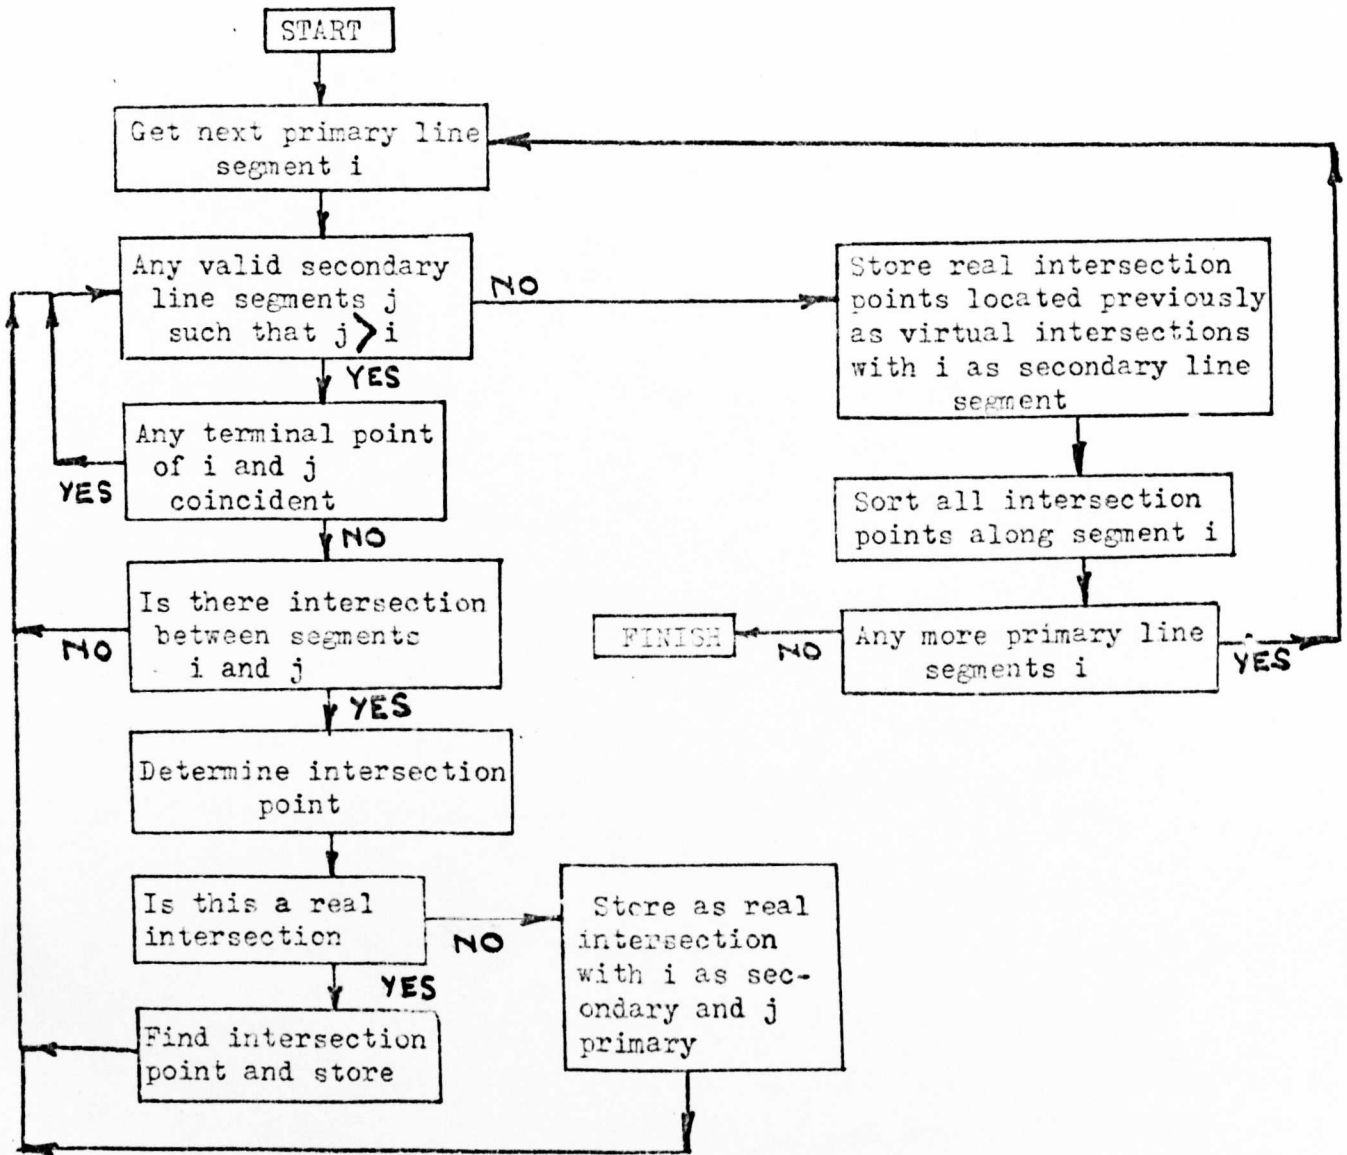 START
Get next primary line
segment i
Any valid secondary
line segments j
such that j > i
NO
YES
Any terminal point
of i and j
coincident
YES
NO
Is there intersection
between segments
i and j
NO
YES
Determine intersection
point
Is this a real
intersection
NO
YES
Find intersection
point and store
Store as real
intersection
with i as sec-
ondary and j
primary
Store real intersection
points located previously
as virtual intersections
with i as secondary line
segment
Sort all intersection
points along segment i
Any more primary line
segments i
NO
YES
FINISH